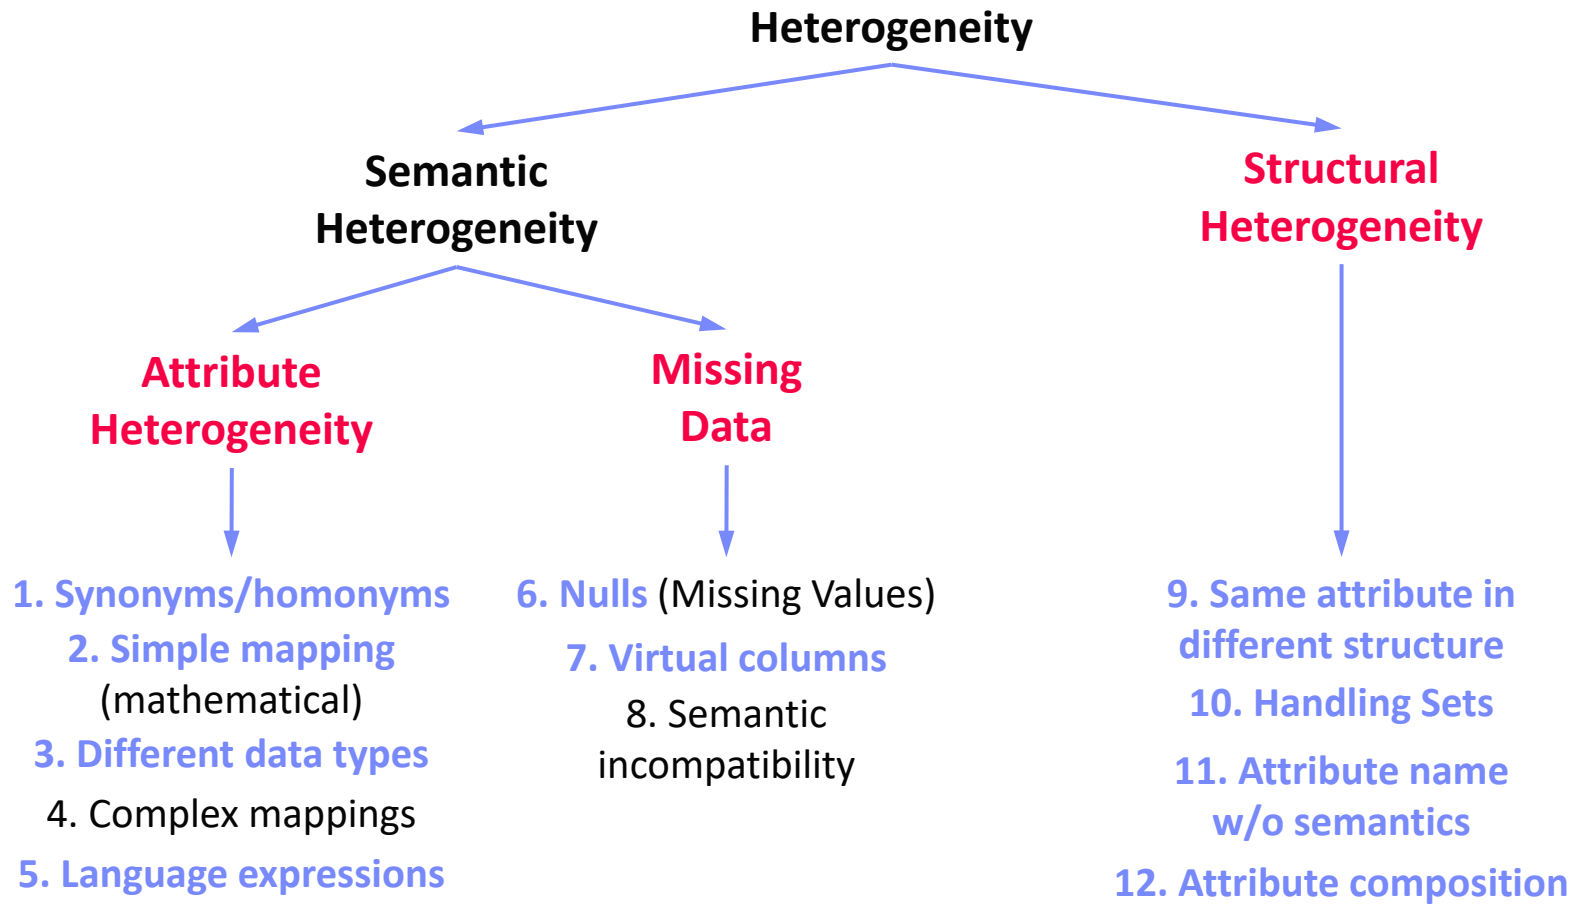 Heterogeneity
Semantic
Heterogeneity
Structural
Heterogeneity
Attribute
Heterogeneity
Missing
Data
1. Synonyms/homonyms
2. Simple mapping
(mathematical)
3. Different data types
4. Complex mappings
5. Language expressions
6. Nulls (Missing Values)
7. Virtual columns
8. Semantic
incompatibility
9. Same attribute in
different structure
10. Handling Sets
11. Attribute name
w/o semantics
12. Attribute composition